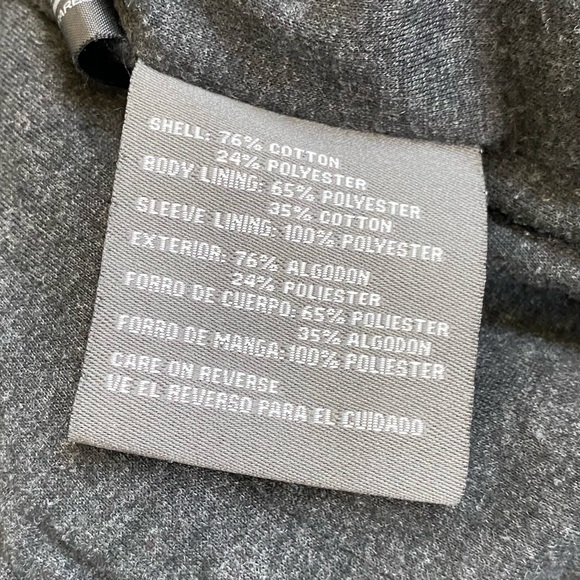 SHELL: 76% COTTON
24% POLYESTER
BODY LINING: 65% POLYESTER
35% COTTON
SLEEVE LINING: 100% POLYESTER
EXTERIOR: 76% ALGODON
24% POLIESTER
FORRO DE CUERPO: 65% POLIESTER
35% ALGODON
FORRO DE MANGA: 100% POLIESTER
CARE ON REVERSE
VE EL REVERSO PARA EL CUIDADO